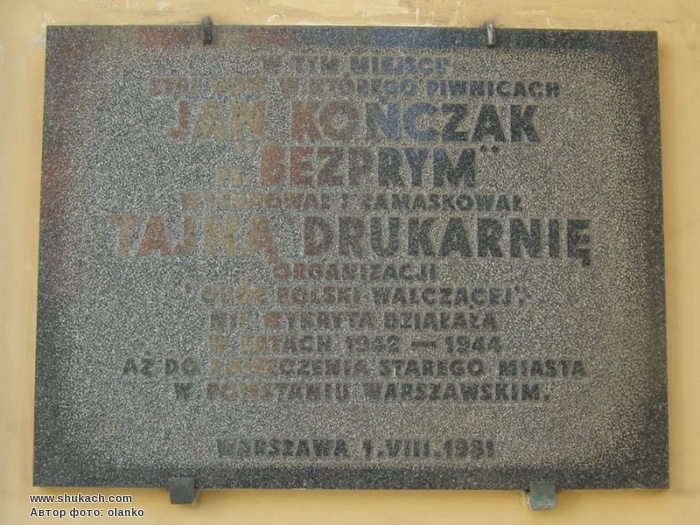 W TYM MIEJSCU
STAŁ DOM W KTÓREGO PIWNICACH
JAN KOŃCZAK
PS. „BEZPRYM”
WYBUDOWAŁ I ZAMASKOWAŁ
TAJNĄ DRUKARNIĘ
ORGANIZACJI
"OBÓZ POLSKI WALCZĄCEJ".
NIE WYKRYTA DZIAŁAŁA
W LATACH 1942 — 1944
AŻ DO ZNISZCZENIA STAREGO MIASTA
W POWSTANIU WARSZAWSKIM.
WARSZAWA 1.VIII.1981
www.shukach.com
Автор фото: olanko